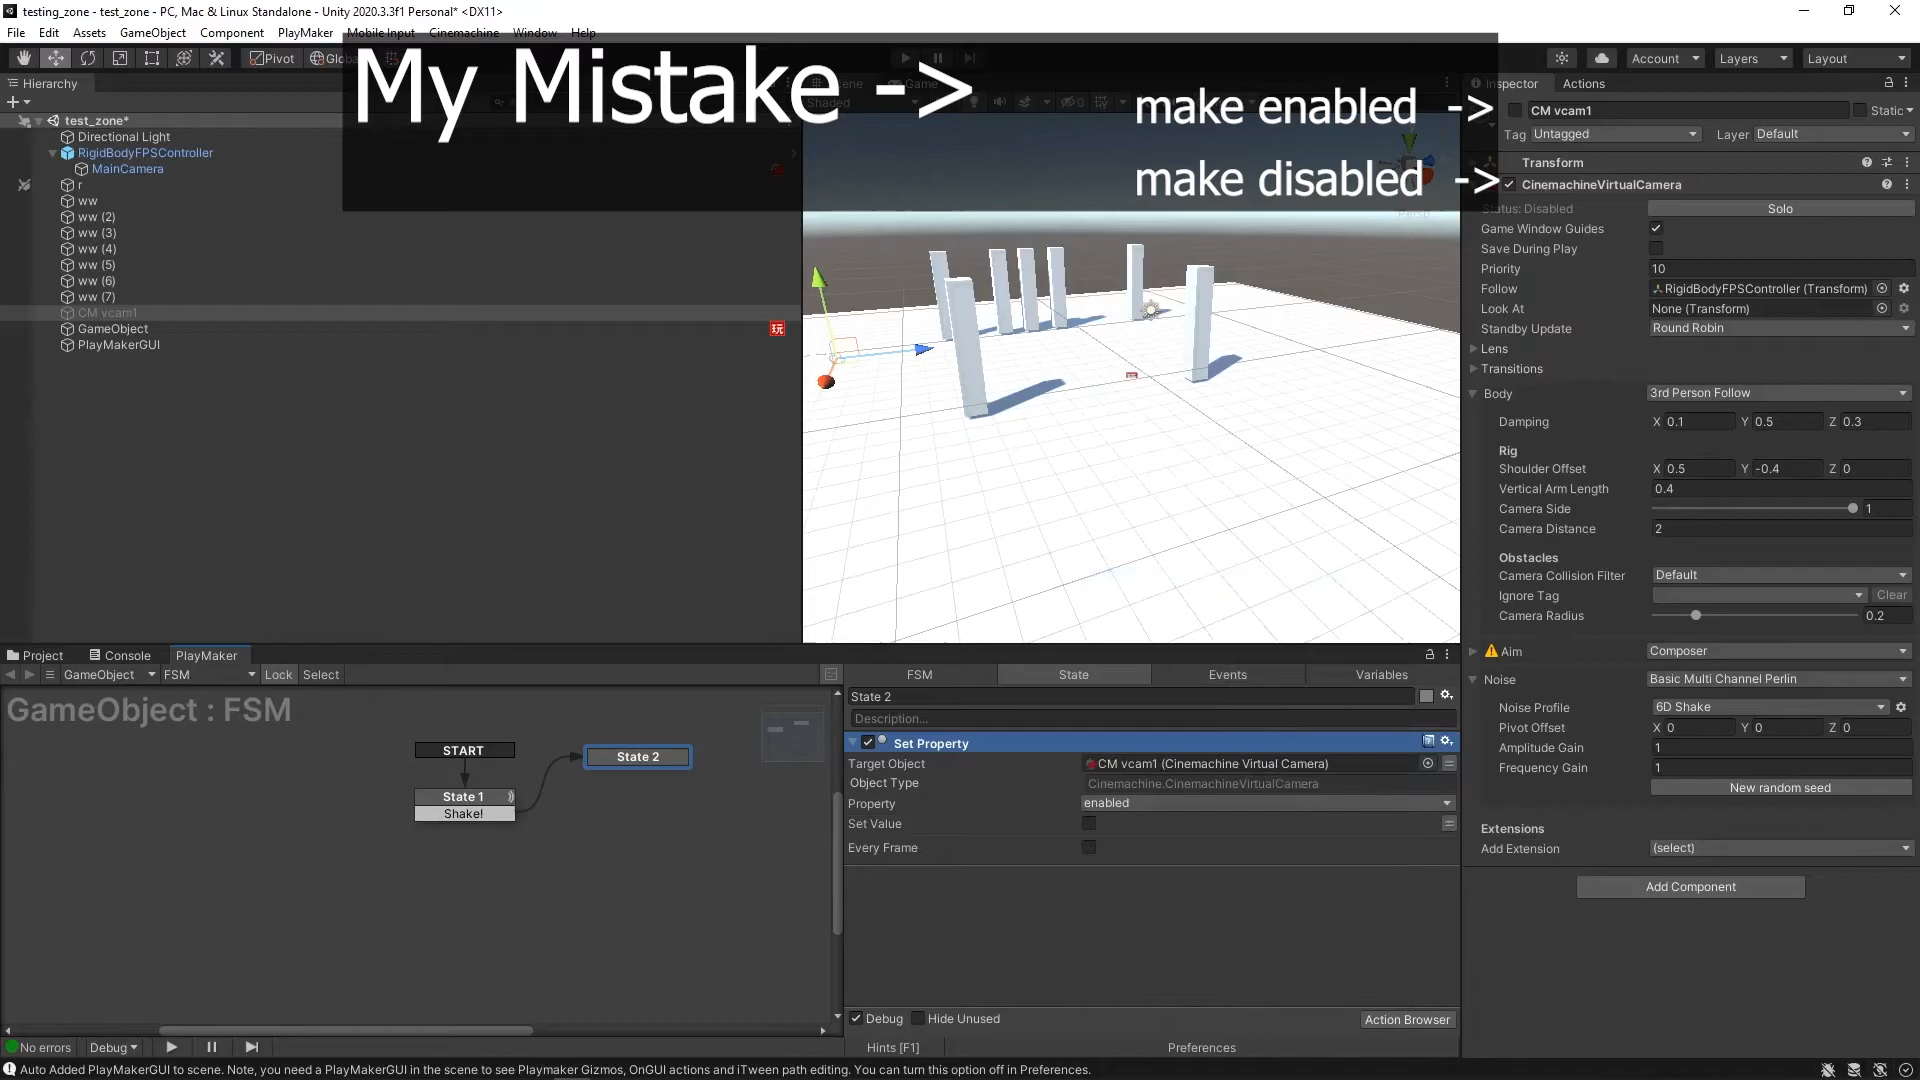 testing_zone - test_zone - PC, Mac & Linux Standalone - Unity 2020.3.3f1 Personal* <DX11>
File Edit Assets GameObject Component PlayMaker Mobile Input Cinemachine Window Help
Pivot
Account Layers Layout
My Mistake ->
make enabled ->
make disabled ->
Hierarchy
test_zone*
Directional Light
RigidBodyFPSController
MainCamera
r
ww
ww (2)
ww (3)
ww (4)
ww (5)
ww (6)
ww (7)
CM vcam1
GameObject
玩
PlayMakerGUI
Game
Shaded
Inspector Actions
CM vcam1 Static
Tag Untagged Layer Default
Transform
CinemachineVirtualCamera
Status: Disabled Solo
Game Window Guides
Save During Play
Priority 10
Follow RigidBodyFPSController (Transform)
Look At None (Transform)
Standby Update Round Robin
Lens
Transitions
Body 3rd Person Follow
Damping X 0.1 Y 0.5 Z 0.3
Rig
Shoulder Offset X 0.5 Y -0.4 Z 0
Vertical Arm Length 0.4
Camera Side 1
Camera Distance 2
Obstacles
Camera Collision Filter Default
Ignore Tag Clear
Camera Radius 0.2
Aim Composer
Noise Basic Multi Channel Perlin
Noise Profile 6D Shake
Pivot Offset X 0 Y 0 Z 0
Amplitude Gain 1
Frequency Gain 1
New random seed
Extensions
Add Extension (select)
Add Component
Project Console PlayMaker
GameObject FSM Lock Select
GameObject : FSM
START
State 1
Shake!
State 2
FSM State Events Variables
State 2
Description...
Set Property
Target Object CM vcam1 (Cinemachine Virtual Camera)
Object Type Cinemachine.CinemachineVirtualCamera
Property enabled
Set Value
Every Frame
Debug Hide Unused Action Browser
No errors Debug Hints [F1] Preferences
Auto Added PlayMakerGUI to scene. Note, you need a PlayMakerGUI in the scene to see Playmaker Gizmos, OnGUI actions and iTween path editing. You can turn this option off in Preferences.